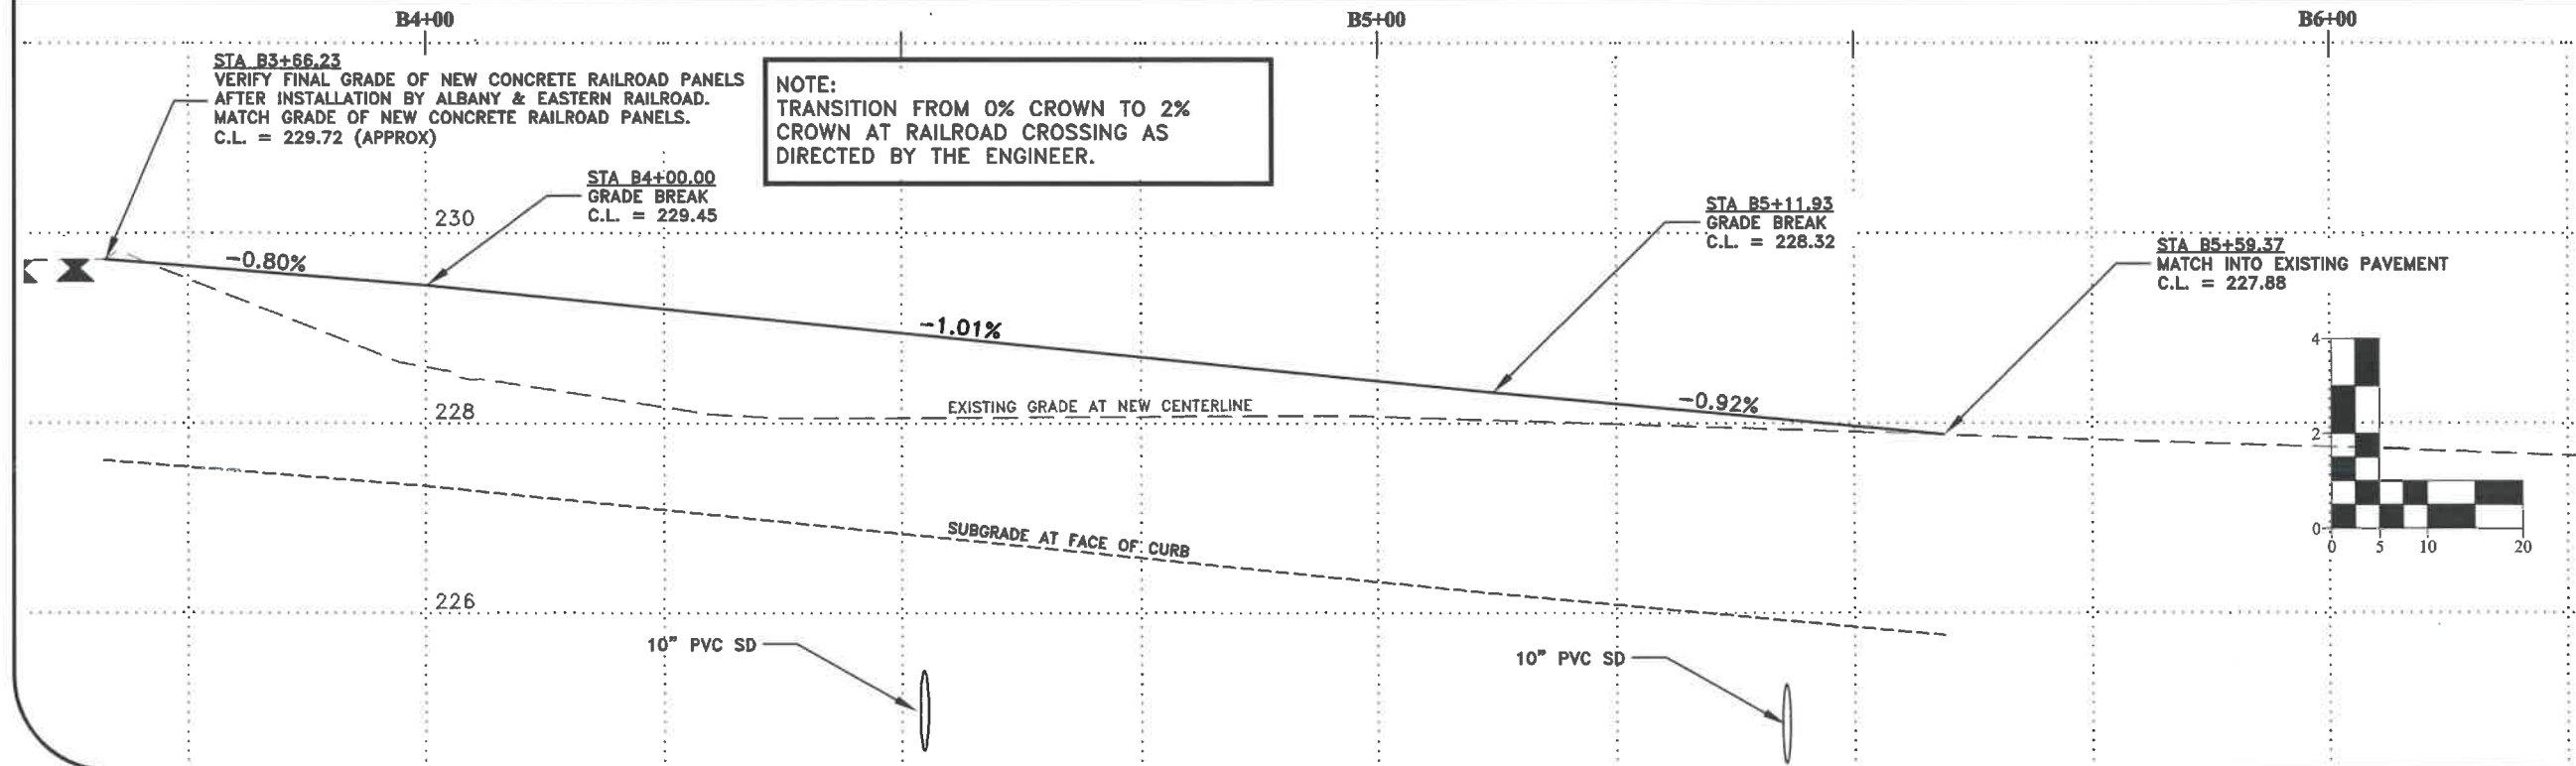 B4+00
B5+00
B6+00
STA B3+66.23
VERIFY FINAL GRADE OF NEW CONCRETE RAILROAD PANELS
AFTER INSTALLATION BY ALBANY & EASTERN RAILROAD.
MATCH GRADE OF NEW CONCRETE RAILROAD PANELS.
C.L. = 229.72 (APPROX)
NOTE:
TRANSITION FROM 0% CROWN TO 2%
CROWN AT RAILROAD CROSSING AS
DIRECTED BY THE ENGINEER.
STA B4+00.00
GRADE BREAK
C.L. = 229.45
STA B5+11.93
GRADE BREAK
C.L. = 228.32
STA B5+59.37
MATCH INTO EXISTING PAVEMENT
C.L. = 227.88
230
-0.80%
-1.01%
-0.92%
228
EXISTING GRADE AT NEW CENTERLINE
SUBGRADE AT FACE OF CURB
226
10" PVC SD
10" PVC SD
4
2
0
0 5 10 20